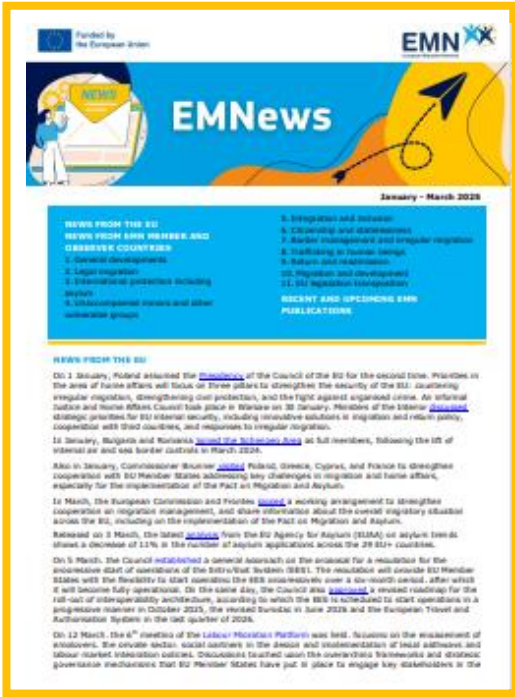 Funded by
the European Union
EMN
NEWS
EMNews
January - March 2025
NEWS FROM THE EU
NEWS FROM EMN MEMBER AND
OBSERVER COUNTRIES
1. General developments
2. Legal migration
3. International protection including
asylum
4. Unaccompanied minors and other
vulnerable groups
5. Integration and inclusion
6. Citizenship and statelessness
7. Border management and irregular migration
8. Trafficking in human beings
9. Return and readmission
10. Migration and development
11. EU legislation transposition
RECENT AND UPCOMING EMN
PUBLICATIONS
NEWS FROM THE EU
On 1 January, Poland assumed the Presidency of the Council of the EU for the second time. Priorities in
the area of home affairs will focus on three pillars to strengthen the security of the EU: countering
irregular migration, strengthening civil protection, and the fight against organised crime. An informal
Justice and Home Affairs Council took place in Warsaw on 30 January. Ministers of the Interior discussed
strategic priorities for EU internal security, including innovative solutions in migration and return policy,
cooperation with third countries, and responses to irregular migration.
In January, Bulgaria and Romania joined the Schengen Area as full members, following the lift of
internal air and sea border controls in March 2024.
Also in January, Commissioner Brunner visited Poland, Greece, Cyprus, and France to strengthen
cooperation with EU Member States addressing key challenges in migration and home affairs,
especially for the implementation of the Pact on Migration and Asylum.
In March, the European Commission and Frontex signed a working arrangement to strengthen
cooperation on migration management, and share information about the overall migratory situation
across the EU, including on the implementation of the Pact on Migration and Asylum.
Released on 3 March, the latest analysis from the EU Agency for Asylum (EUAA) on asylum trends
shows a decrease of 11% in the number of asylum applications across the 29 EU+ countries.
On 5 March, the Council established a general approach on the proposal for a regulation for the
progressive start of operations of the Entry/Exit System (EES). The regulation will provide EU Member
States with the flexibility to start operating the EES progressively over a six-month period, after which
it will become fully operational. On the same day, the Council also approved a revised roadmap for the
roll-out of interoperability architecture, according to which the EES is scheduled to start operations in a
progressive manner in October 2025, the revised Eurodac in June 2026 and the European Travel and
Authorisation System in the last quarter of 2026.
On 12 March, the 6th meeting of the Labour Migration Platform was held, focusing on the engagement of
employers, the private sector, social partners in the design and implementation of legal pathways and
labour market integration policies. Discussions touched upon the overarching frameworks and strategic
governance mechanisms that EU Member States have put in place to engage key stakeholders in the